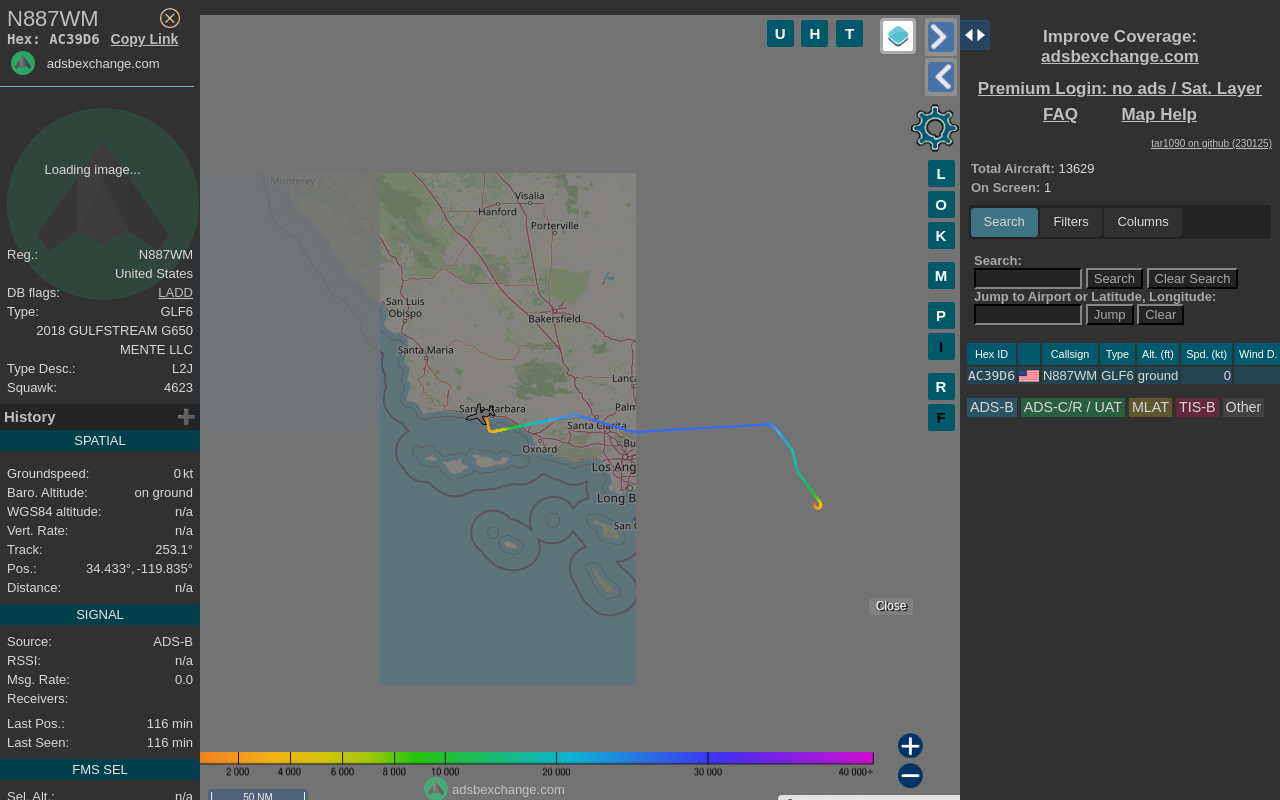 N887WM
Hex: AC39D6 Copy Link
adsbexchange.com
Loading image...
Reg.: N887WM
United States
DB flags: LADD
Type: GLF6
2018 GULFSTREAM G650
MENTE LLC
Type Desc.: L2J
Squawk: 4623
History
SPATIAL
Groundspeed: 0 kt
Baro. Altitude: on ground
WGS84 altitude: n/a
Vert. Rate: n/a
Track: 253.1°
Pos.: 34.433°, -119.835°
Distance: n/a
SIGNAL
Source: ADS-B
RSSI: n/a
Msg. Rate: 0.0
Receivers:
Last Pos.: 116 min
Last Seen: 116 min
FMS SEL
Sel. Alt.: n/a
U H T
L
O
K
M
P
I
R
F
Monterey
Visalia
Hanford
Porterville
San Luis
Obispo
Bakersfield
Santa Maria
Lanca
Santa Barbara
Palm
Santa Clarita
Oxnard
Bu
Los Ang
Long B
San C
Close
2 000 4 000 6 000 8 000 10 000 20 000 30 000 40 000+
adsbexchange.com
50 NM
Improve Coverage:
adsbexchange.com
Premium Login: no ads / Sat. Layer
FAQ Map Help
tar1090 on github (230125)
Total Aircraft: 13629
On Screen: 1
Search Filters Columns
Search:
Search Clear Search
Jump to Airport or Latitude, Longitude:
Jump Clear
Hex ID Callsign Type Alt. (ft) Spd. (kt) Wind D.
AC39D6 N887WM GLF6 ground 0
ADS-B ADS-C/R / UAT MLAT TIS-B Other